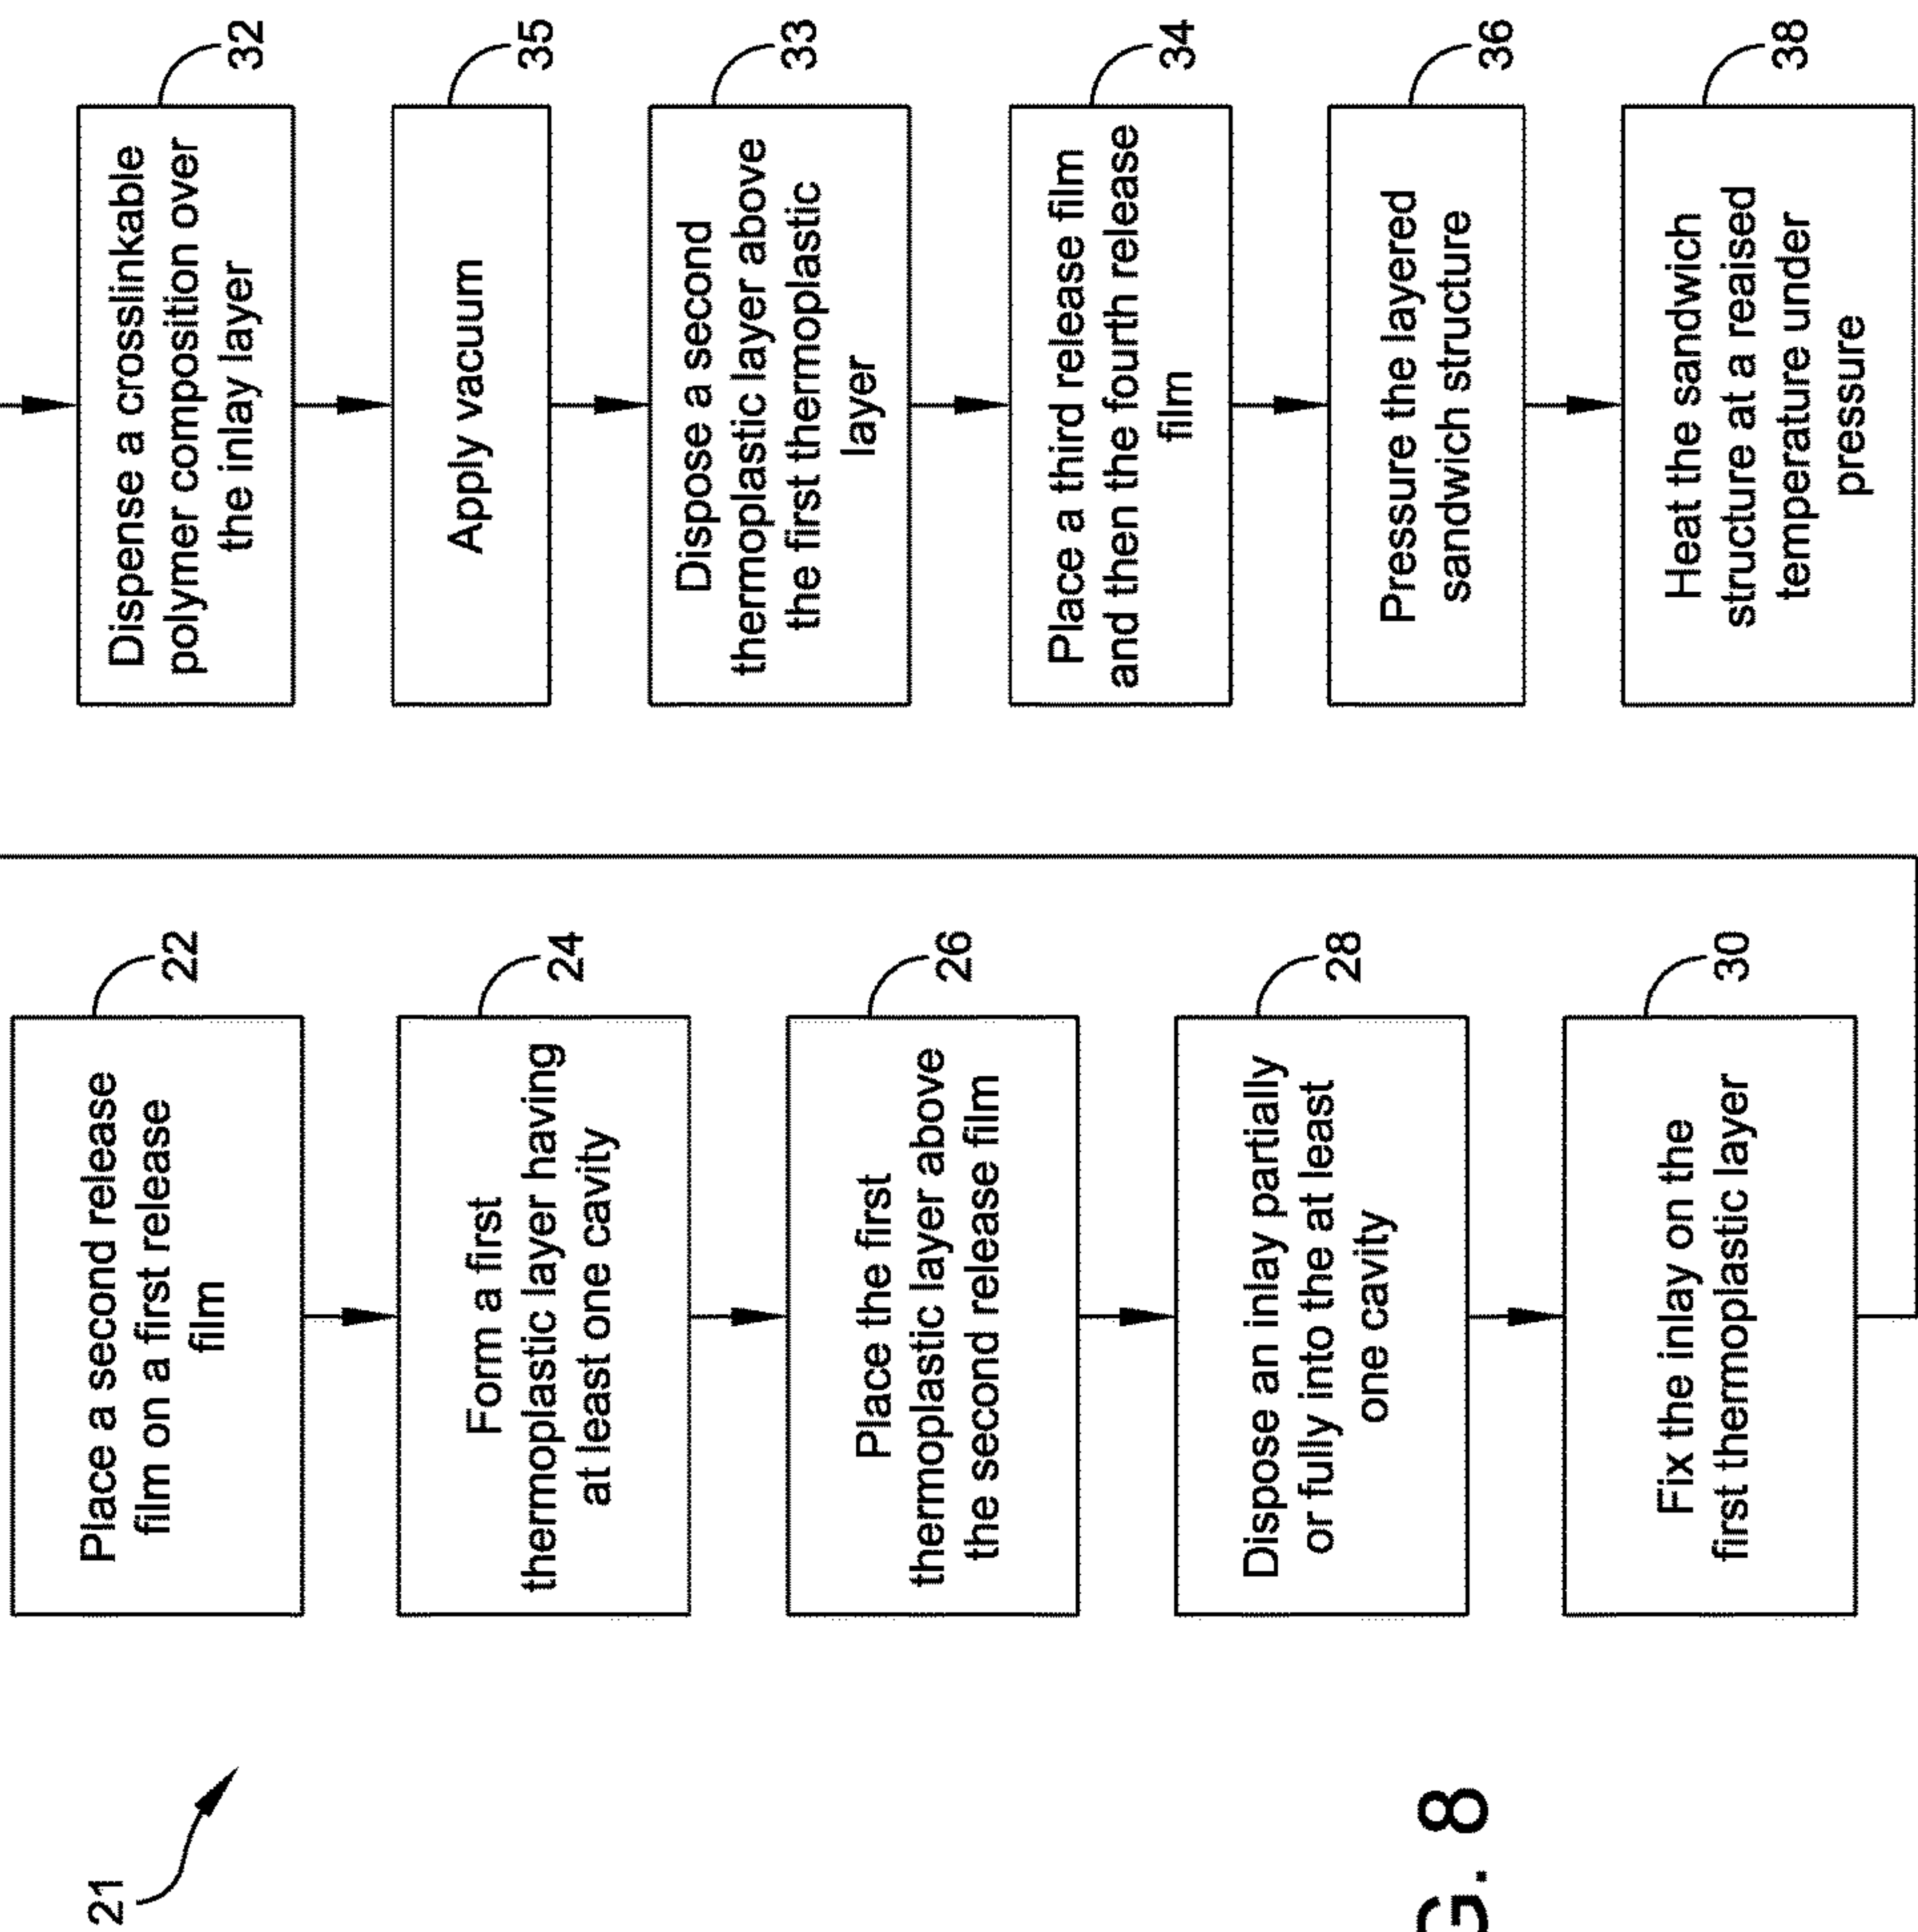 21
Place a second release
film on a first release
film
22
Form a first
thermoplastic layer having
at least one cavity
24
Place the first
thermoplastic layer above
the second release film
26
Dispose an inlay partially
or fully into the at least
one cavity
28
Fix the inlay on the
first thermoplastic layer
30
Dispense a crosslinkable
polymer composition over
the inlay layer
32
Apply vacuum
35
Dispose a second
thermoplastic layer above
the first thermoplastic
layer
33
Place a third release film
and then the fourth release
film
34
Pressure the layered
sandwich structure
36
Heat the sandwich
structure at a reaised
temperature under
pressure
38
G. 8